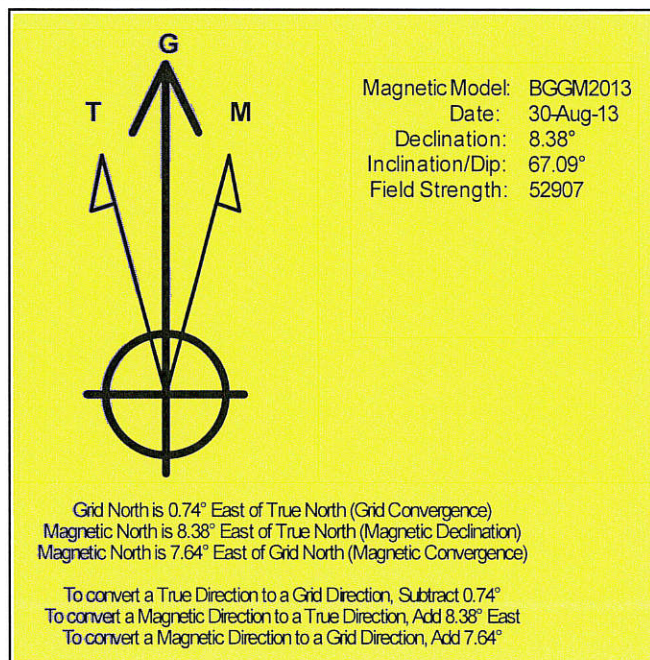 G
T
M
Magnetic Model: BGGM2013
Date: 30-Aug-13
Declination: 8.38°
Inclination/Dip: 67.09°
Field Strength: 52907
Grid North is 0.74° East of True North (Grid Convergence)
Magnetic North is 8.38° East of True North (Magnetic Declination)
Magnetic North is 7.64° East of Grid North (Magnetic Convergence)
To convert a True Direction to a Grid Direction, Subtract 0.74°
To convert a Magnetic Direction to a True Direction, Add 8.38° East
To convert a Magnetic Direction to a Grid Direction, Add 7.64°